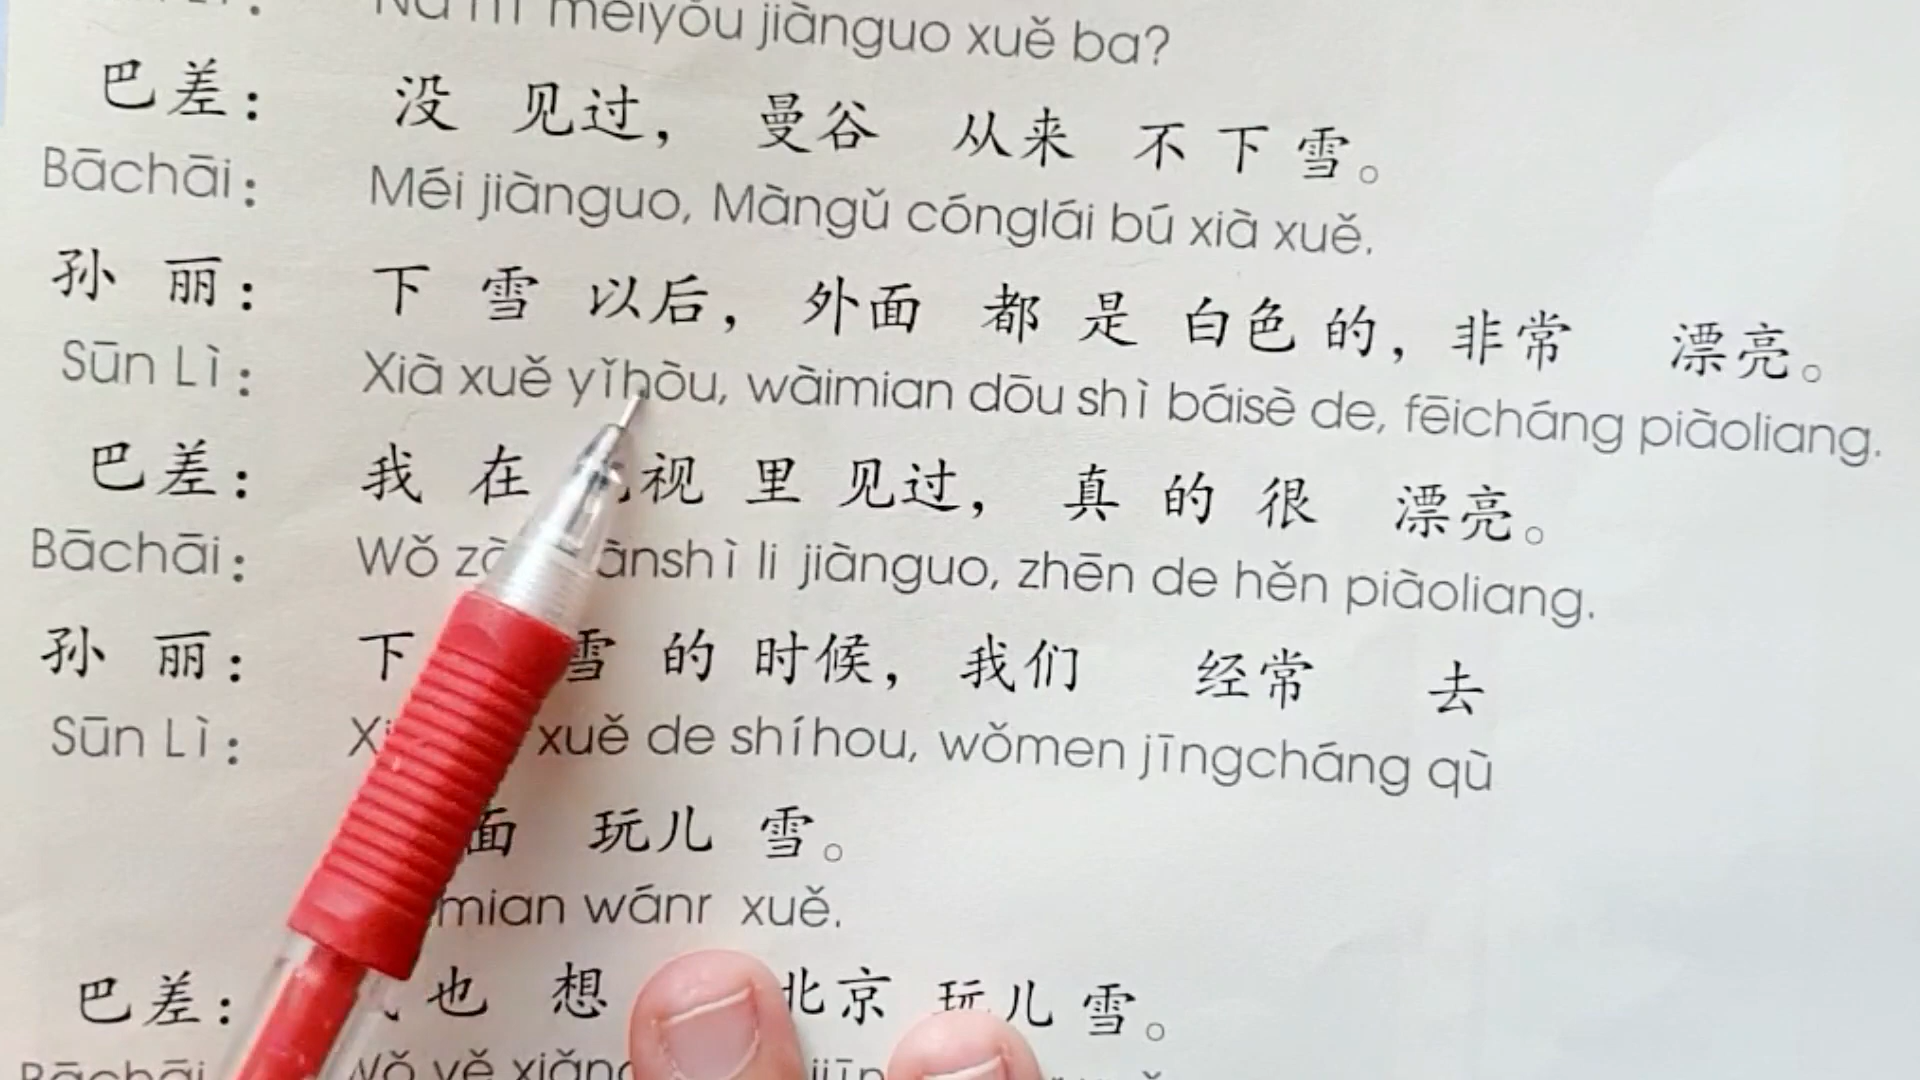 méiyǒu jiànguo xuě ba?
巴差： 没 见过， 曼谷 从来 不 下 雪。
Bāchāi： Méi jiànguo, Màngǔ cónglái bú xià xuě.
孙 丽： 下 雪 以后， 外面 都 是 白色 的， 非常 漂亮。
Sūn Lì： Xià xuě yǐhòu, wàimian dōu shì báisè de, fēicháng piàoliang.
巴差： 我 在 视 里 见过， 真 的 很 漂亮。
Bāchāi： Wǒ ànshì li jiànguo, zhēn de hěn piàoliang.
孙 丽： 下 雪 的 时候， 我们 经常 去
Sūn Lì： xuě de shíhou, wǒmen jīngcháng qù
面 玩儿 雪。
mian wánr xuě.
巴差： 也 想 北京 玩儿 雪。
Bāchāi Wǒ yě xiǎng